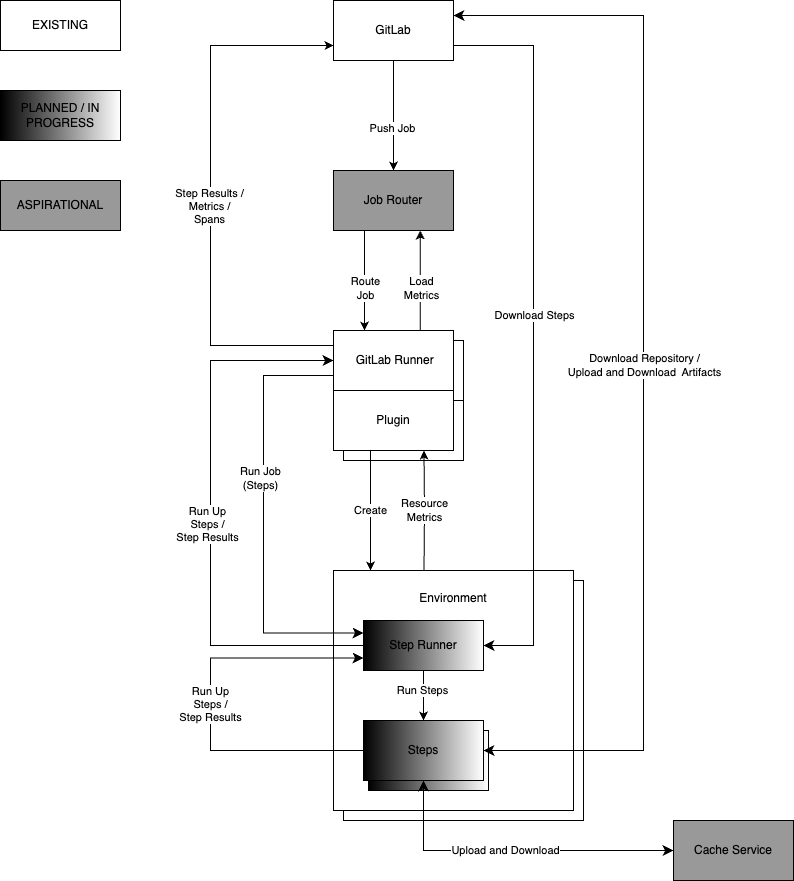 EXISTING
GitLab
PLANNED / IN
PROGRESS
Push Job
ASPIRATIONAL
Step Results /
Metrics /
Spans
Job Router
Route
Job
Load
Metrics
Download Steps
GitLab Runner
Download Repository /
Upload and Download Artifacts
Plugin
Run Job
(Steps)
Run Up
Steps /
Step Results
Create
Resource
Metrics
Environment
Step Runner
Run Steps
Run Up
Steps /
Step Results
Steps
Upload and Download
Cache Service